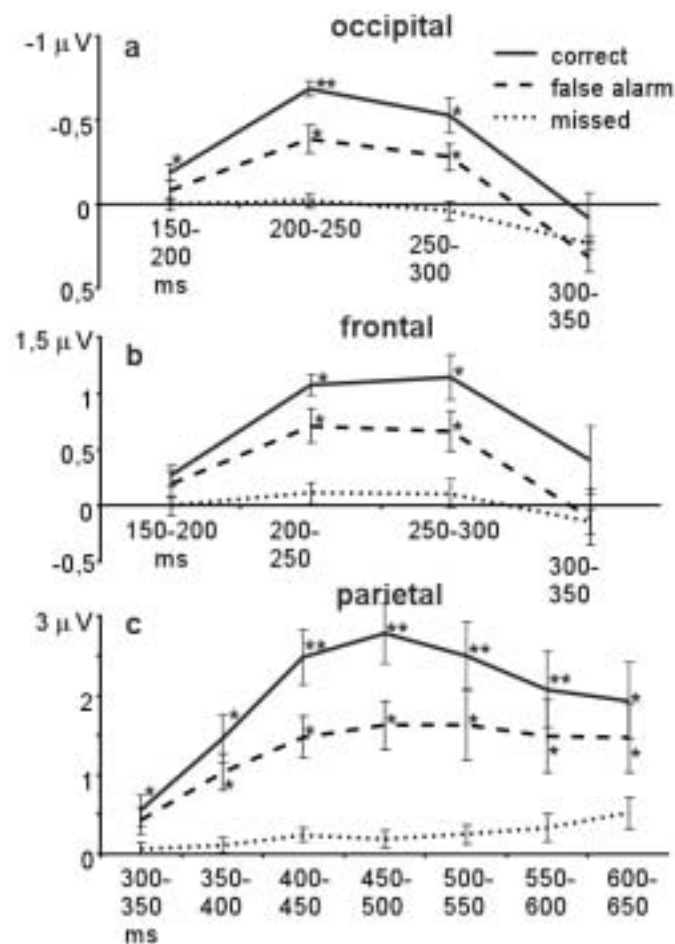 occipital
-1 µV
a
correct
false alarm
missed
**
*
-0,5
*
*
*
0
150-200 ms
200-250
250-300
300-350
0,5
frontal
1,5 µV
b
*
*
1
*
*
0,5
0
150-200 ms
200-250
250-300
300-350
-0,5
parietal
3 µV
c
**
**
**
**
*
2
*
*
*
*
*
*
1
*
*
0
300-350 ms
350-400
400-450
450-500
500-550
550-600
600-650